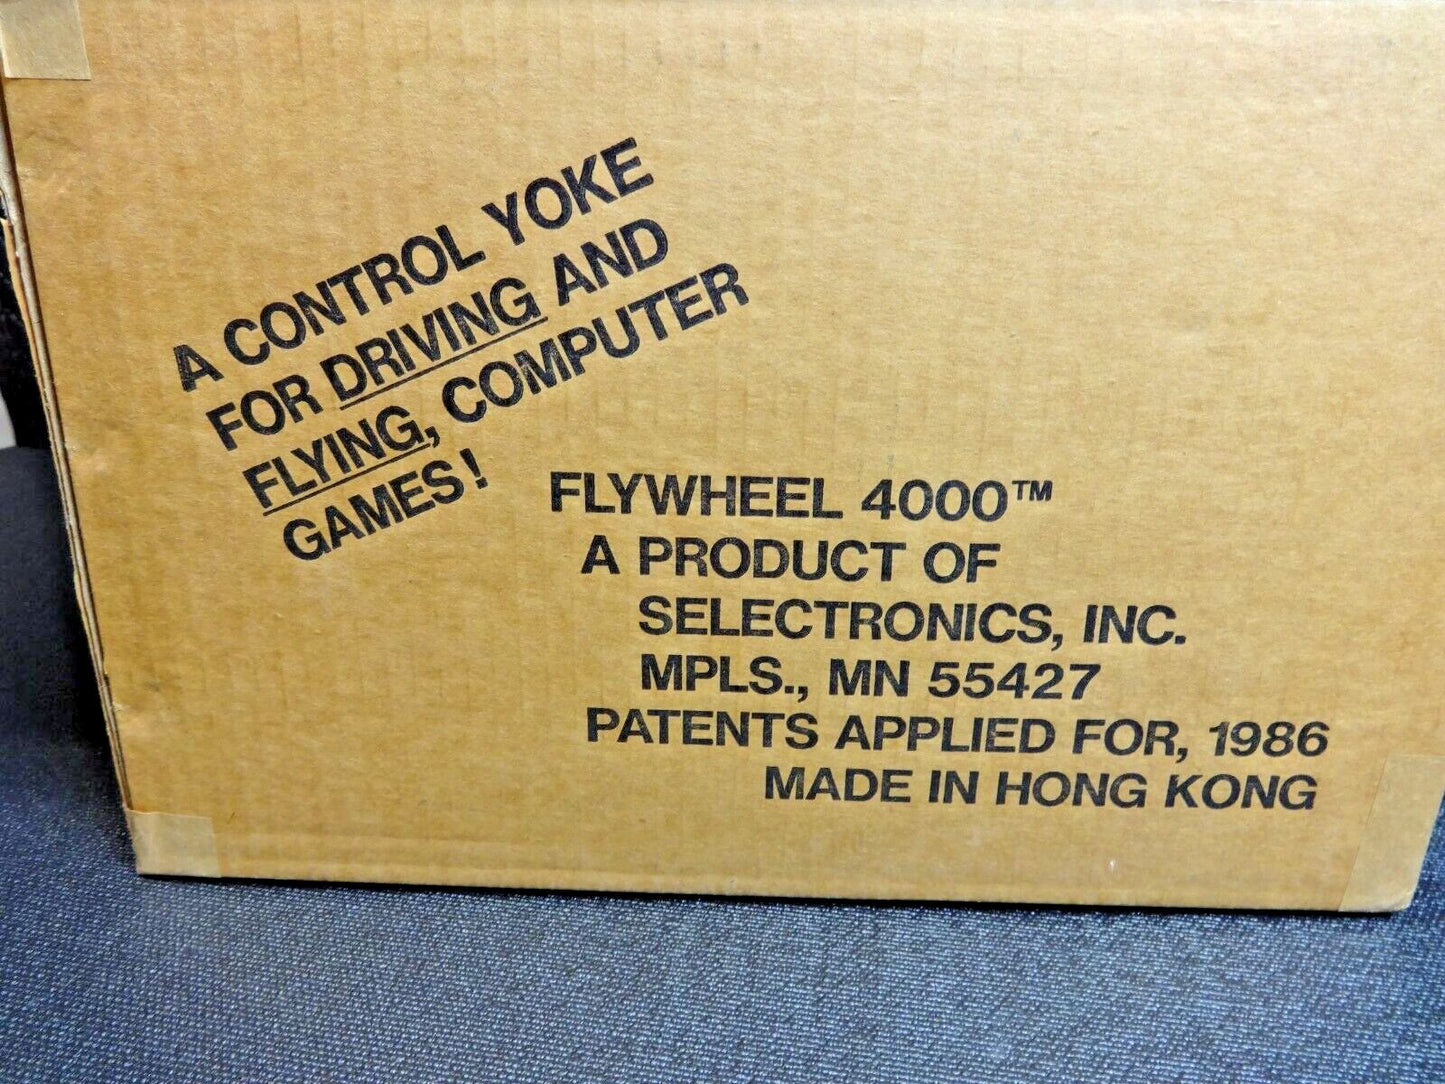 A CONTROL YOKE
FOR DRIVING AND
FLYING, COMPUTER
GAMES!
FLYWHEEL 4000™
A PRODUCT OF
SELECTRONICS, INC.
MPLS., MN 55427
PATENTS APPLIED FOR, 1986
MADE IN HONG KONG